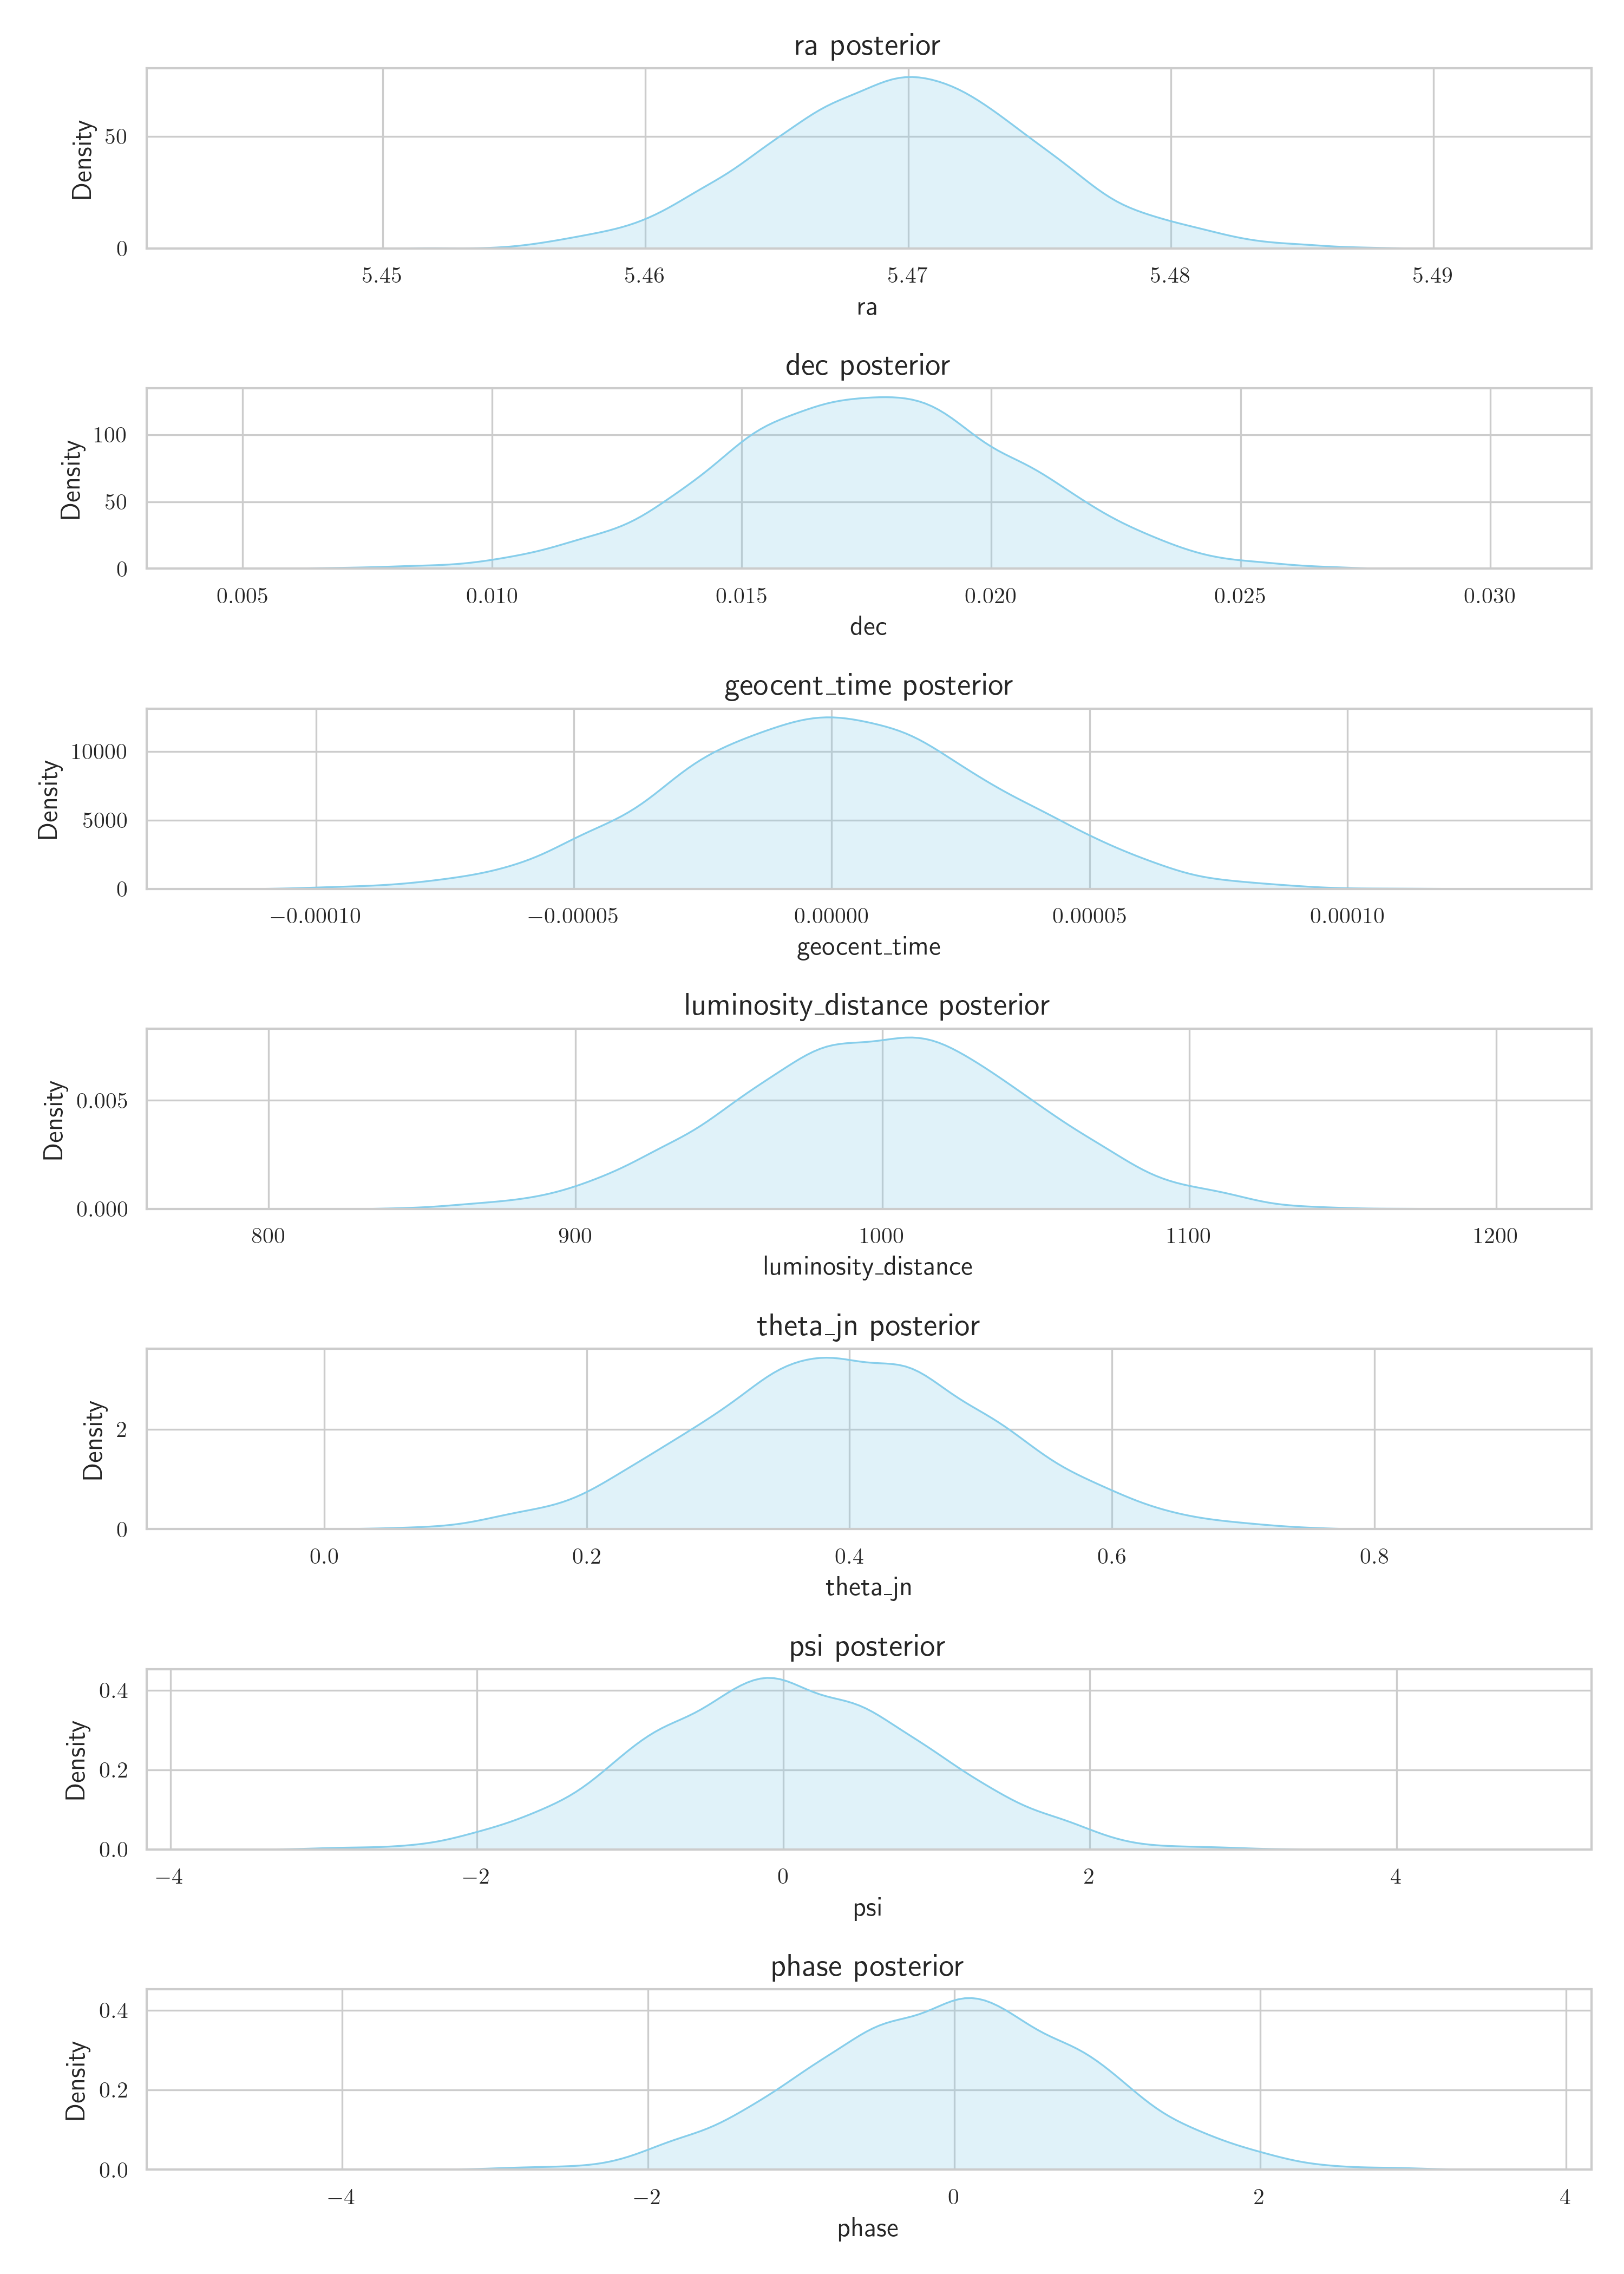 ra posterior
Density
50
0
5.45 5.46 5.47 5.48 5.49
ra
dec posterior
Density
100
50
0
0.005 0.010 0.015 0.020 0.025 0.030
dec
geocent_time posterior
Density
10000
5000
0
−0.00010 −0.00005 0.00000 0.00005 0.00010
geocent_time
luminosity_distance posterior
Density
0.005
0.000
800 900 1000 1100 1200
luminosity_distance
theta_jn posterior
Density
2
0
0.0 0.2 0.4 0.6 0.8
theta_jn
psi posterior
Density
0.4
0.2
0.0
−4 −2 0 2 4
psi
phase posterior
Density
0.4
0.2
0.0
−4 −2 0 2 4
phase